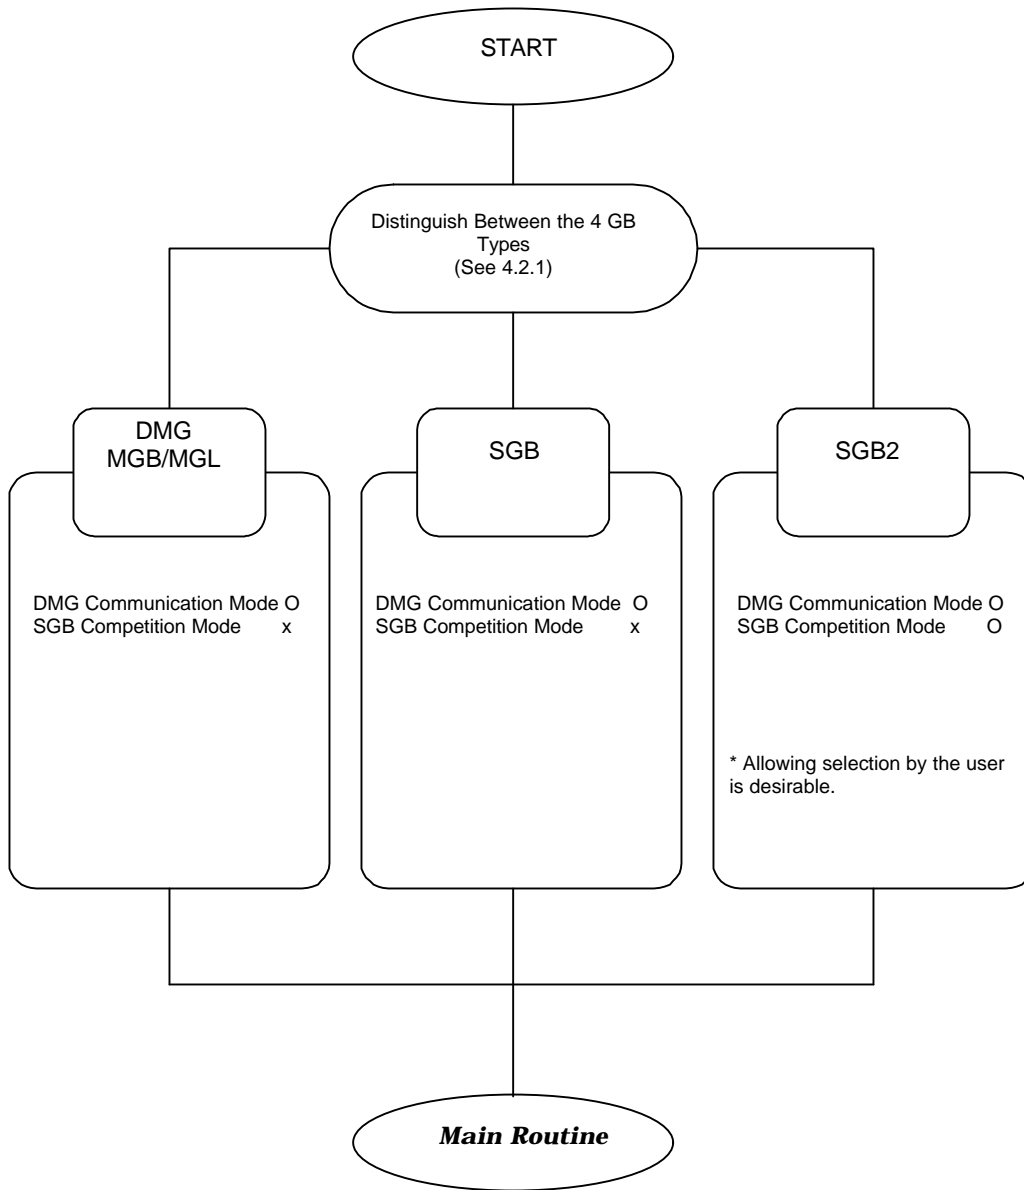 START
Distinguish Between the 4 GB
Types
(See 4.2.1)
DMG
MGB/MGL
DMG Communication Mode O
SGB Competition Mode x
SGB
DMG Communication Mode O
SGB Competition Mode x
SGB2
DMG Communication Mode O
SGB Competition Mode O
* Allowing selection by the user
is desirable.
Main Routine